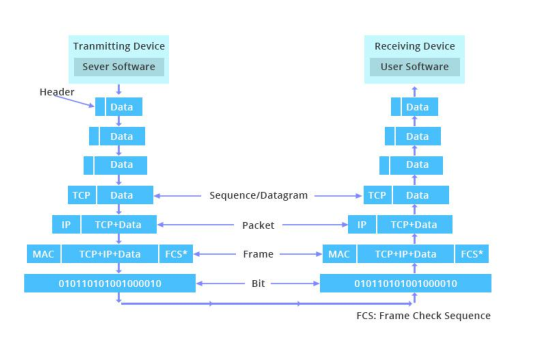 Tranmitting Device
Sever Software
Receiving Device
User Software
Header
Data
Data
Data
Data
Data
Data
TCP
Data
Sequence/Datagram
TCP
Data
IP
TCP+Data
Packet
IP
TCP+Data
MAC
TCP+IP+Data
FCS*
Frame
MAC
TCP+IP+Data
FCS*
010110101001000010
Bit
010110101001000010
FCS: Frame Check Sequence